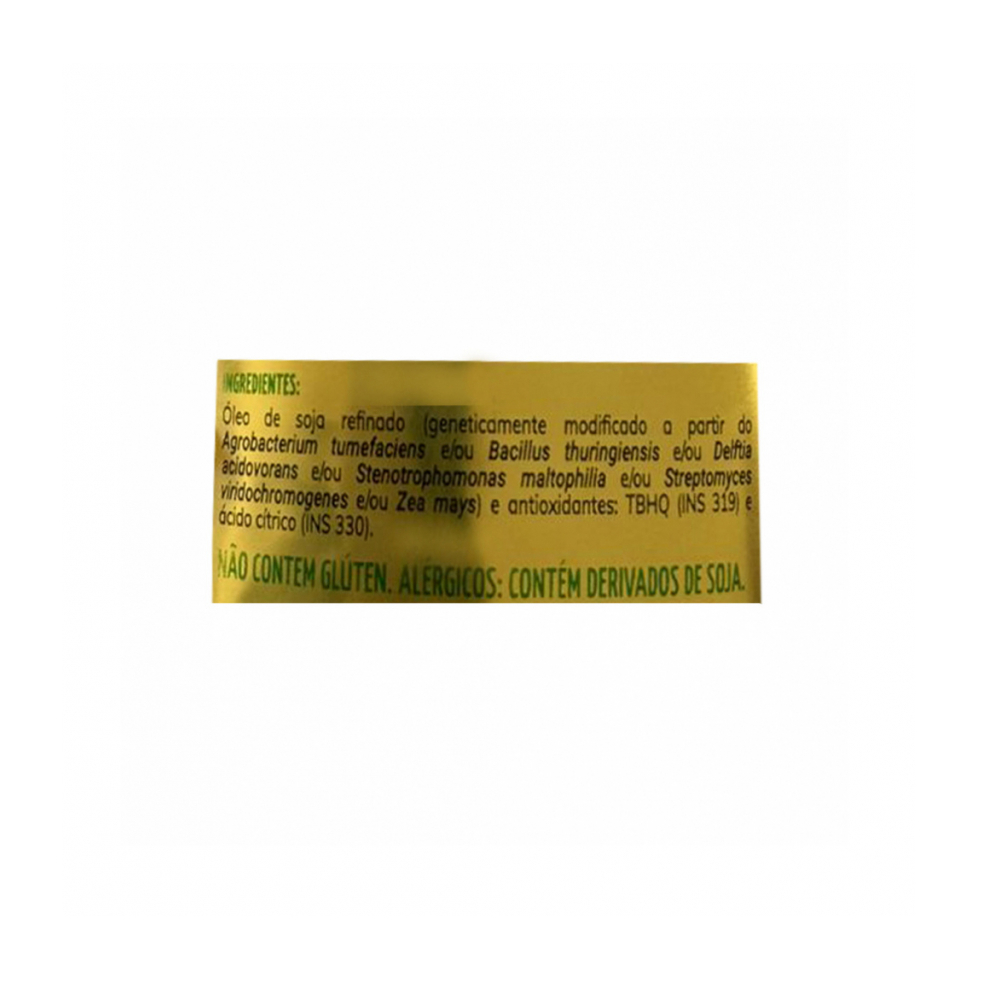 INGREDIENTES:
Óleo de soja refinado (geneticamente modificado a partir do
Agrobacterium tumefaciens e/ou Bacillus thuringiensis e/ou Delftia
acidovorans e/ou Stenotrophomonas maltophilia e/ou Streptomyces
viridochromogenes e/ou Zea mays) e antioxidantes: TBHQ (INS 319) e
ácido cítrico (INS 330).
NÃO CONTEM GLÚTEN. ALÉRGICOS: CONTÉM DERIVADOS DE SOJA.